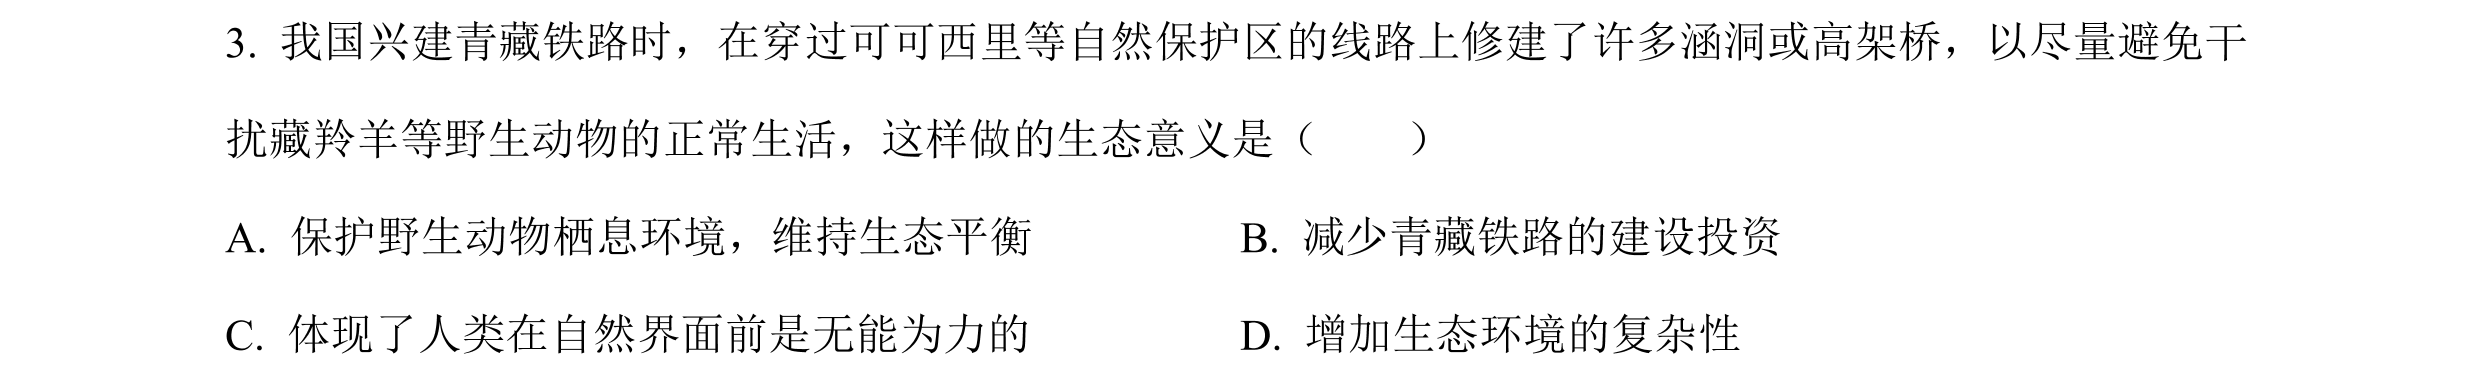 3. 我国兴建青藏铁路时，在穿过可可西里等自然保护区的线路上修建了许多涵洞或高架桥，以尽量避免干
扰藏羚羊等野生动物的正常生活，这样做的生态意义是（　　）
A. 保护野生动物栖息环境，维持生态平衡　　B. 减少青藏铁路的建设投资
C. 体现了人类在自然界面前是无能为力的　　D. 增加生态环境的复杂性